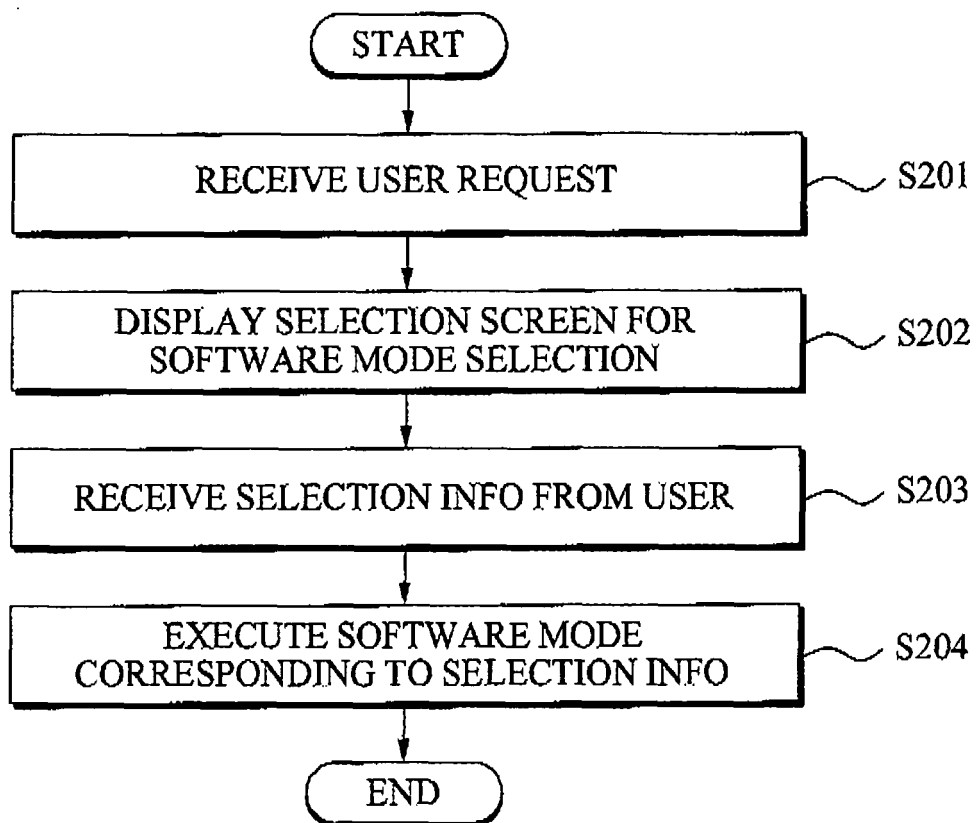 START
RECEIVE USER REQUEST
S201
DISPLAY SELECTION SCREEN FOR
SOFTWARE MODE SELECTION
S202
RECEIVE SELECTION INFO FROM USER
S203
EXECUTE SOFTWARE MODE
CORRESPONDING TO SELECTION INFO
S204
END